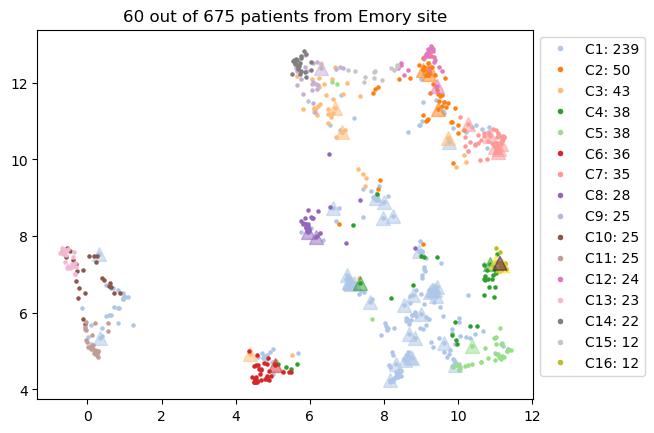 60 out of 675 patients from Emory site
12
10
8
6
4
0
2
4
6
8
10
12
C1: 239
C2: 50
C3: 43
C4: 38
C5: 38
C6: 36
C7: 35
C8: 28
C9: 25
C10: 25
C11: 25
C12: 24
C13: 23
C14: 22
C15: 12
C16: 12